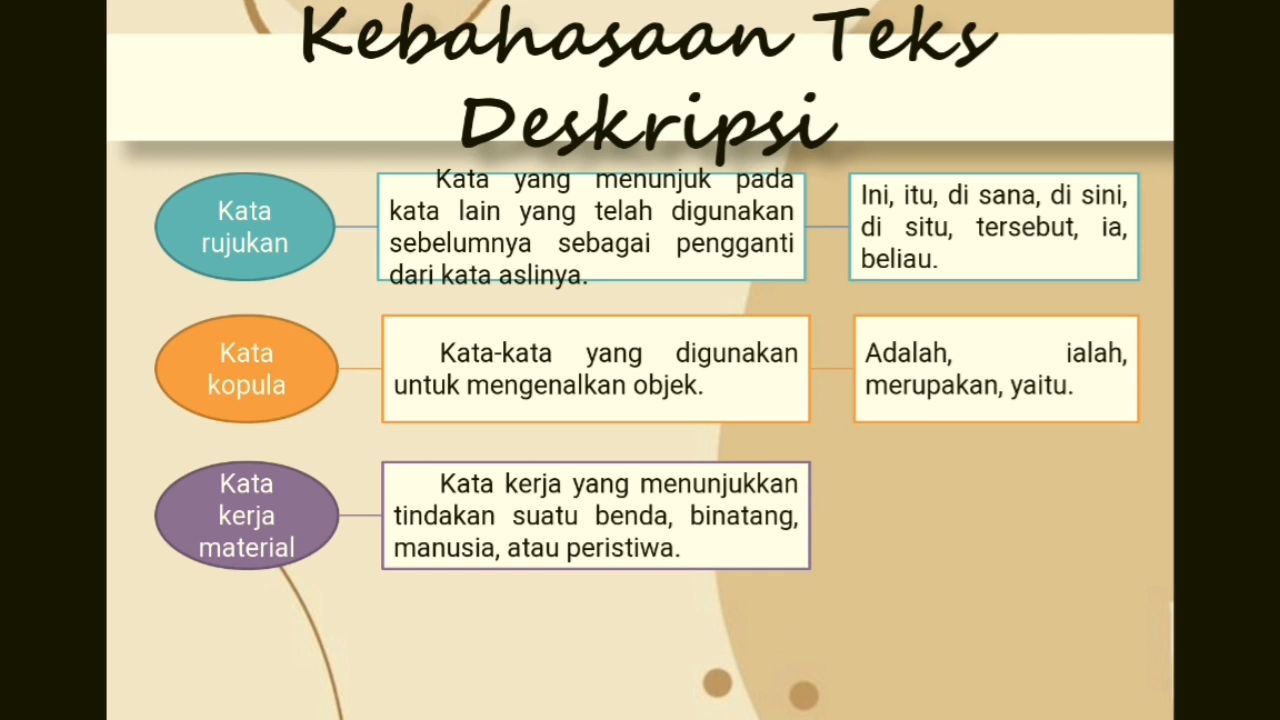 Kebahasaan Teks
Deskripsi
Kata
rujukan
Kata yang menunjuk pada
kata lain yang telah digunakan
sebelumnya sebagai pengganti
dari kata aslinya.
Ini, itu, di sana, di sini,
di situ, tersebut, ia,
beliau.
Kata
kopula
Kata-kata yang digunakan
untuk mengenalkan objek.
Adalah, ialah,
merupakan, yaitu.
Kata
kerja
material
Kata kerja yang menunjukkan
tindakan suatu benda, binatang,
manusia, atau peristiwa.